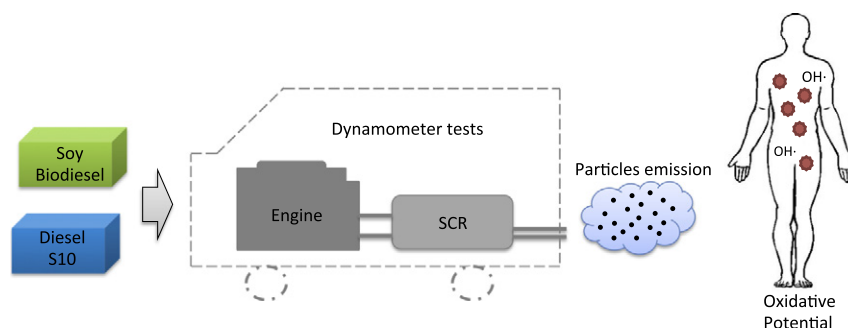 Soy
Biodiesel
Diesel
S10
Dynamometer tests
Engine
SCR
Particles emission
OH·
OH·
Oxidative
Potential